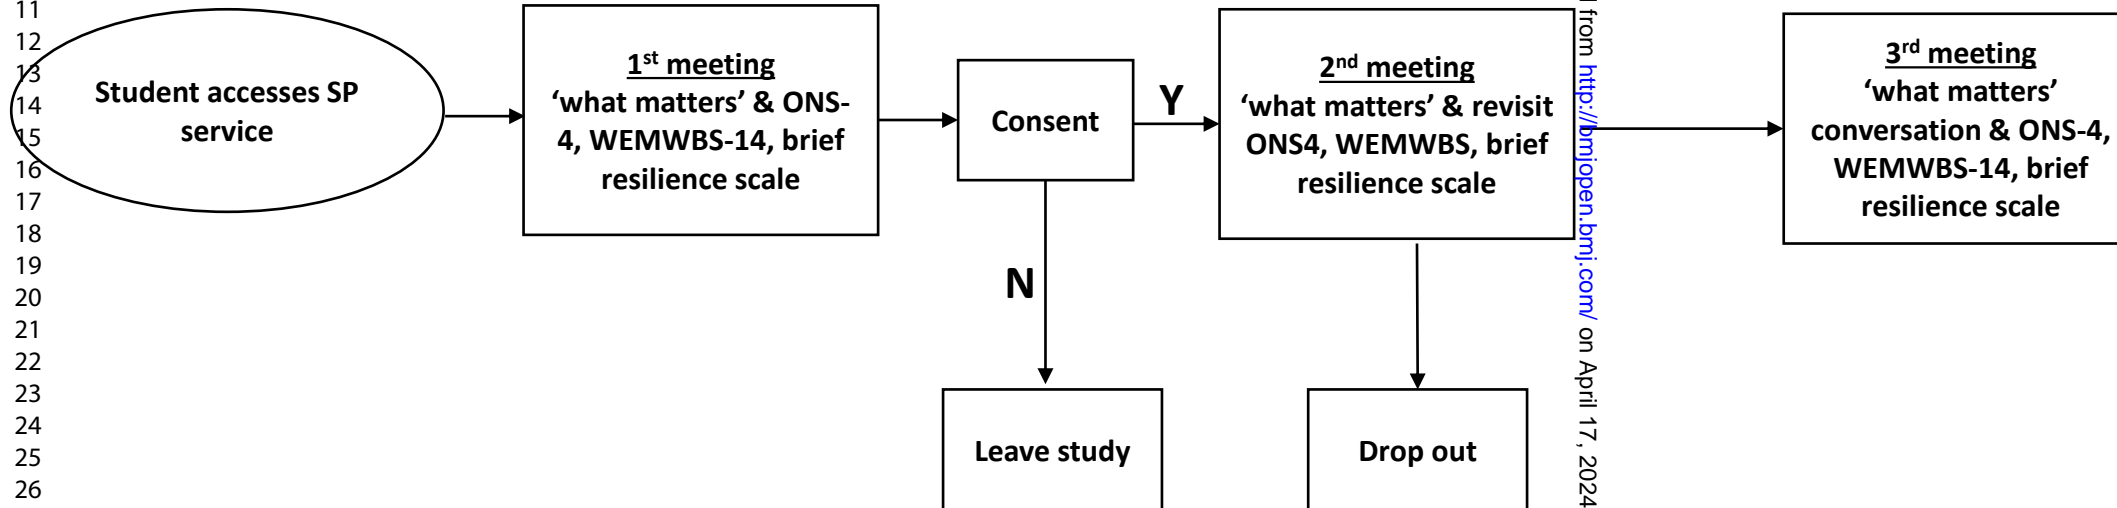 11
12
13
14
15
16
17
18
19
20
21
22
23
24
25
26
Student accesses SP
service
1st meeting
‘what matters’ & ONS-
4, WEMWBS-14, brief
resilience scale
Consent
Y
N
Leave study
2nd meeting
‘what matters’ & revisit
ONS4, WEMWBS, brief
resilience scale
Drop out
from http://bmjopen.bmj.com/ on April 17, 2024
3rd meeting
‘what matters’
conversation & ONS-4,
WEMWBS-14, brief
resilience scale